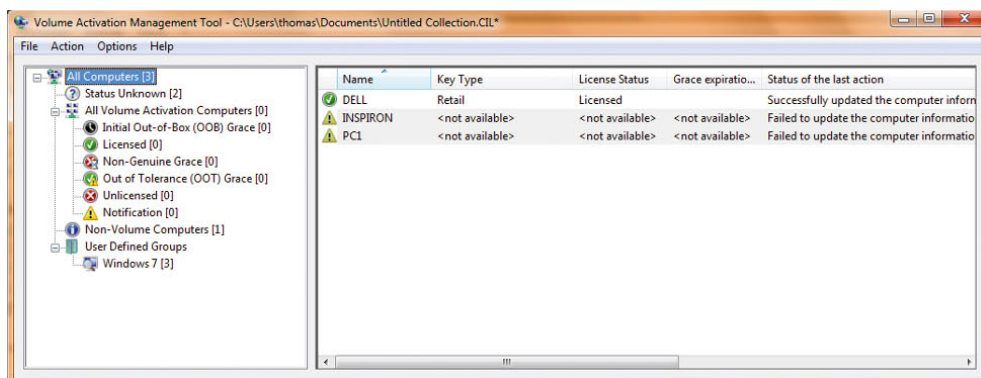 Volume Activation Management Tool - C:\Users\thomas\Documents\Untitled Collection.CIL*
File Action Options Help
All Computers [3]
Status Unknown [2]
All Volume Activation Computers [0]
Initial Out-of-Box (OOB) Grace [0]
Licensed [0]
Non-Genuine Grace [0]
Out of Tolerance (OOT) Grace [0]
Unlicensed [0]
Notification [0]
Non-Volume Computers [1]
User Defined Groups
Windows 7 [3]
Name Key Type License Status Grace expiratio... Status of the last action
DELL Retail Licensed Successfully updated the computer inforn
INSPIRON <not available> <not available> <not available> Failed to update the computer informatio
PC1 <not available> <not available> <not available> Failed to update the computer informatio